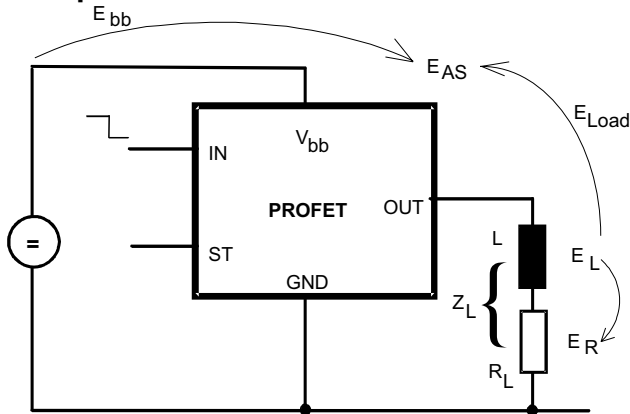 E bb
E AS
E Load
V bb
IN
PROFET
OUT
L
=
ST
E L
GND
Z L
E R
R L